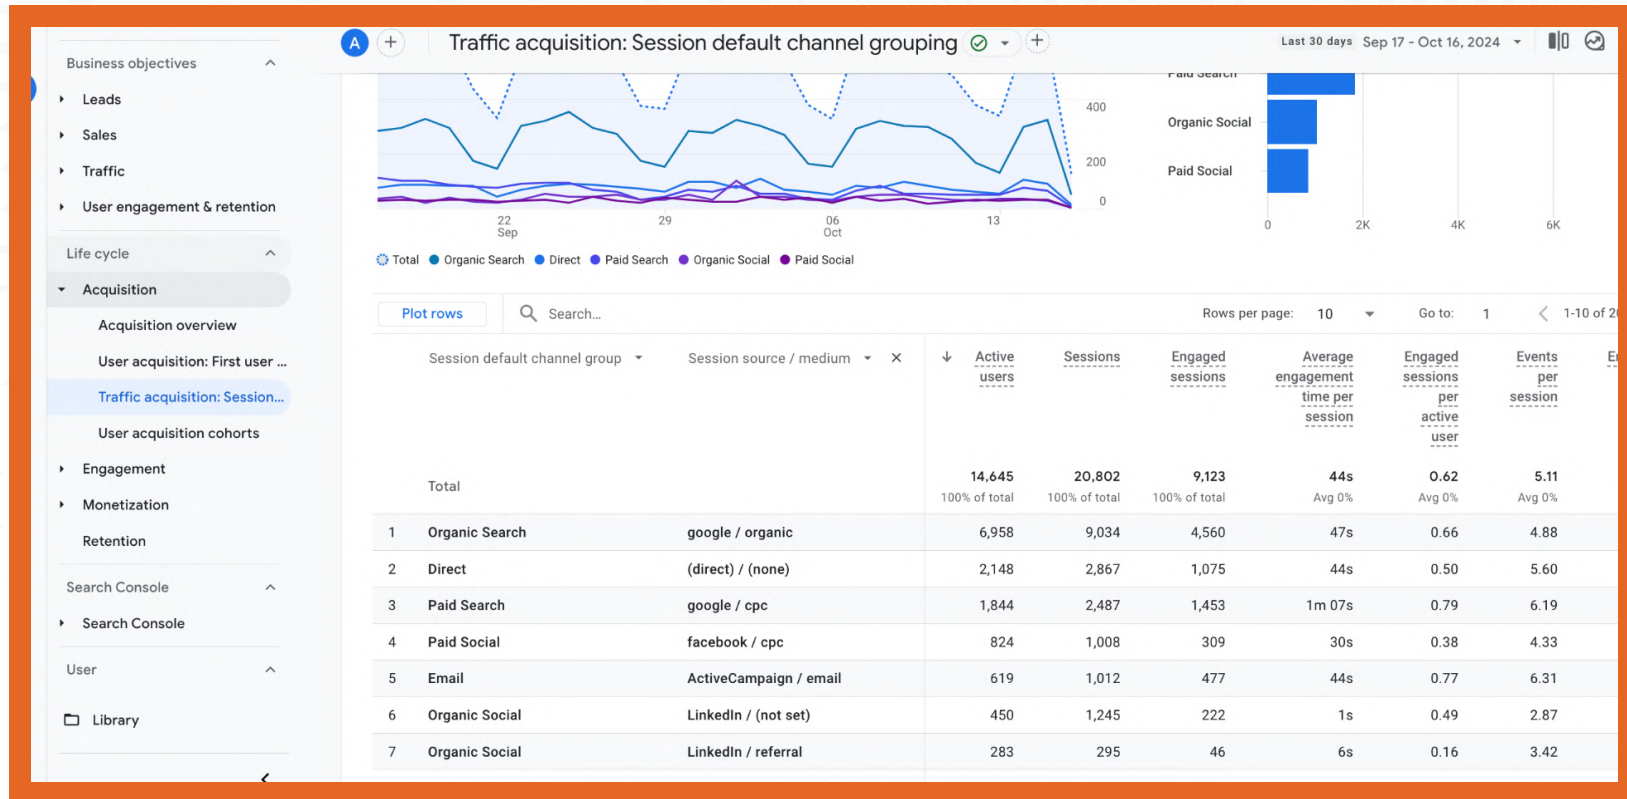 Business objectives
Leads
Sales
Traffic
User engagement & retention
Life cycle
Acquisition
Acquisition overview
User acquisition: First user ...
Traffic acquisition: Session...
User acquisition cohorts
Engagement
Monetization
Retention
Search Console
Search Console
User
Library
A
Traffic acquisition: Session default channel grouping
Last 30 days Sep 17 - Oct 16, 2024
400
200
0
22
Sep
29
06
Oct
13
Total Organic Search Direct Paid Search Organic Social Paid Social
Paid Search
Organic Social
Paid Social
0 2K 4K 6K
Plot rows Search... Rows per page: 10 Go to: 1 1-10 of
Session default channel group Session source / medium
Active
users
Sessions
Engaged
sessions
Average
engagement
time per
session
Engaged
sessions
per
active
user
Events
per
session
Total 14,645 20,802 9,123 44s 0.62 5.11
100% of total 100% of total 100% of total Avg 0% Avg 0% Avg 0%
1 Organic Search google / organic 6,958 9,034 4,560 47s 0.66 4.88
2 Direct (direct) / (none) 2,148 2,867 1,075 44s 0.50 5.60
3 Paid Search google / cpc 1,844 2,487 1,453 1m 07s 0.79 6.19
4 Paid Social facebook / cpc 824 1,008 309 30s 0.38 4.33
5 Email ActiveCampaign / email 619 1,012 477 44s 0.77 6.31
6 Organic Social LinkedIn / (not set) 450 1,245 222 1s 0.49 2.87
7 Organic Social LinkedIn / referral 283 295 46 6s 0.16 3.42